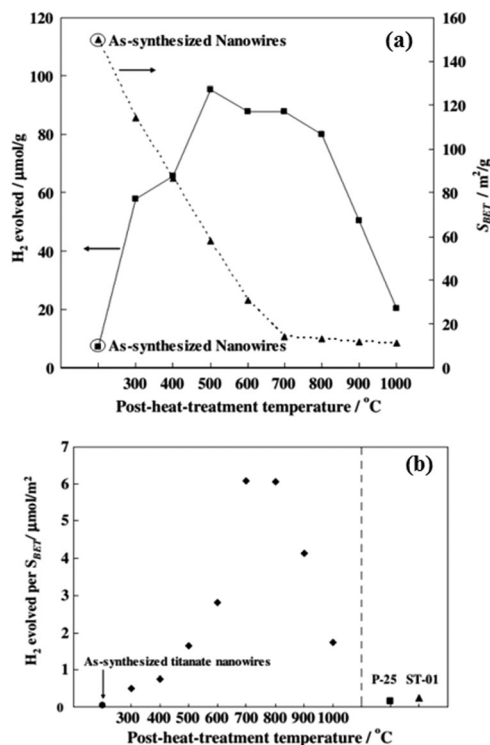 (a)
As-synthesized Nanowires
As-synthesized Nanowires
H2 evolved / μmol/g
120
100
80
60
40
20
0
SBET / m2/g
160
140
120
100
80
60
40
20
0
300 400 500 600 700 800 900 1000
Post-heat-treatment temperature / °C
(b)
H2 evolved per SBET/ μmol/m2
7
6
5
4
3
2
1
0
As-synthesized titanate nanowires
P-25 ST-01
300 400 500 600 700 800 900 1000
Post-heat-treatment temperature / °C